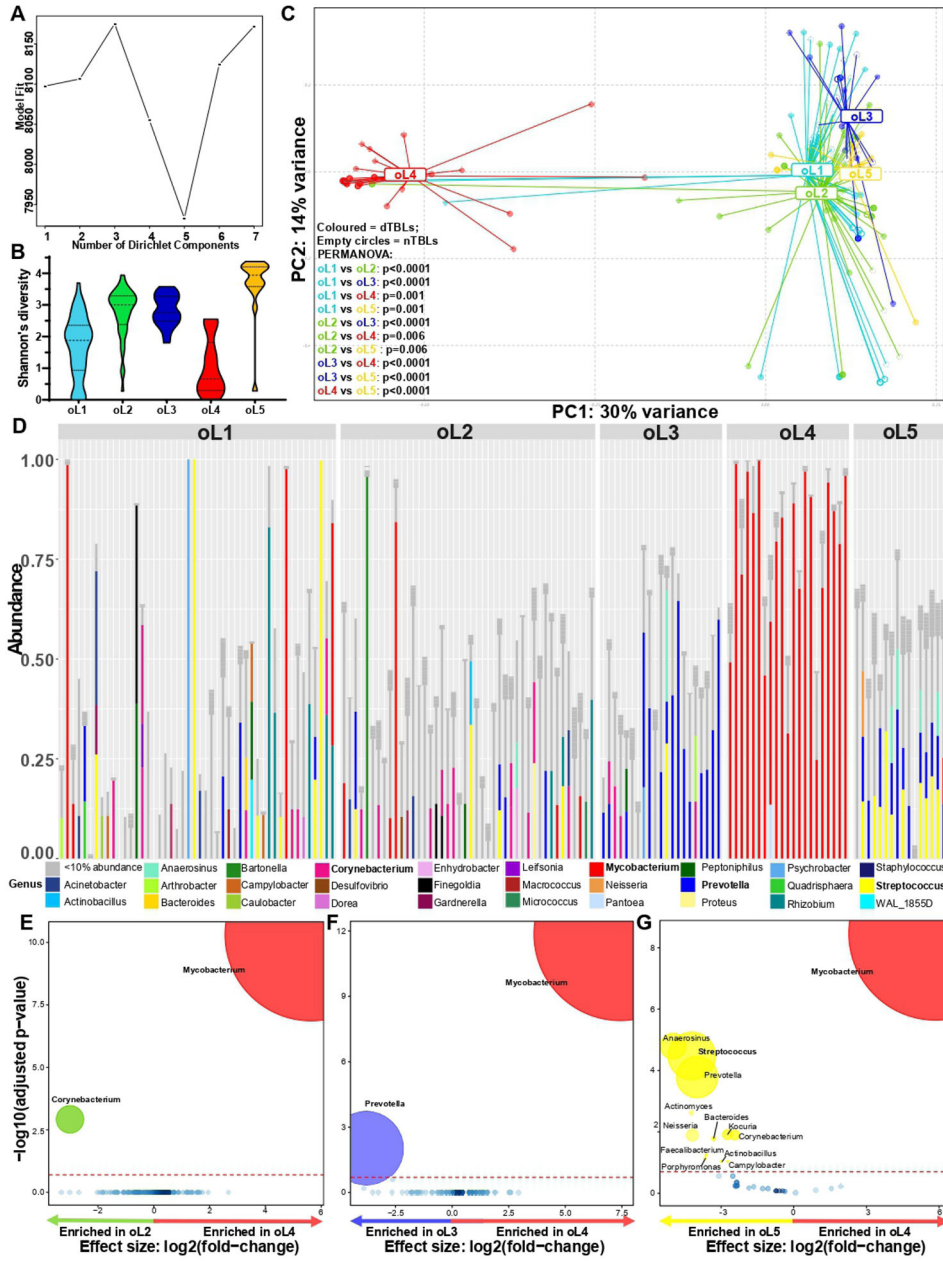 A
Model Fit
8150
8100
8050
8000
7950
1 2 3 4 5 6 7
Number of Dirichlet Components
B
Shannon's diversity
4
3
2
1
0
oL1 oL2 oL3 oL4 oL5
C
PC2: 14% variance
oL3
oL1
oL5
oL4
oL2
Coloured = dTBLs;
Empty circles = nTBLs
PERMANOVA:
oL1 vs oL2: p<0.0001
oL1 vs oL3: p<0.0001
oL1 vs oL4: p=0.001
oL1 vs oL5: p=0.001
oL2 vs oL3: p<0.0001
oL2 vs oL4: p=0.006
oL2 vs oL5 : p=0.006
oL3 vs oL4: p<0.0001
oL3 vs oL5: p<0.0001
oL4 vs oL5: p<0.0001
PC1: 30% variance
D
oL1 oL2 oL3 oL4 oL5
Abundance
1.00
0.75
0.50
0.25
0.00
Genus
<10% abundance Anaerosinus Bartonella Corynebacterium Enhydrobacter Leifsonia Mycobacterium Peptoniphilus Psychrobacter Staphylococcus
Acinetobacter Arthrobacter Campylobacter Desulfovibrio Finegoldia Macrococcus Neisseria Prevotella Quadrisphaera Streptococcus
Actinobacillus Bacteroides Caulobacter Dorea Gardnerella Micrococcus Pantoea Proteus Rhizobium WAL_1855D
E
−log10(adjusted p−value)
10.0
7.5
5.0
2.5
0.0
Mycobacterium
Corynebacterium
−2 0 2 4 6
Enriched in oL2 Enriched in oL4
Effect size: log2(fold−change)
F
12
9
6
3
0
Mycobacterium
Prevotella
−2.5 0.0 2.5 5.0 7.5
Enriched in oL3 Enriched in oL4
Effect size: log2(fold−change)
G
8
6
4
2
0
Mycobacterium
Anaerosinus
Streptococcus
Prevotella
Actinomyces
Bacteroides
Neisseria
Kocuria
Corynebacterium
Faecalibacterium
Actinobacillus
Porphyromonas
Campylobacter
−3 0 3 6
Enriched in oL5 Enriched in oL4
Effect size: log2(fold−change)